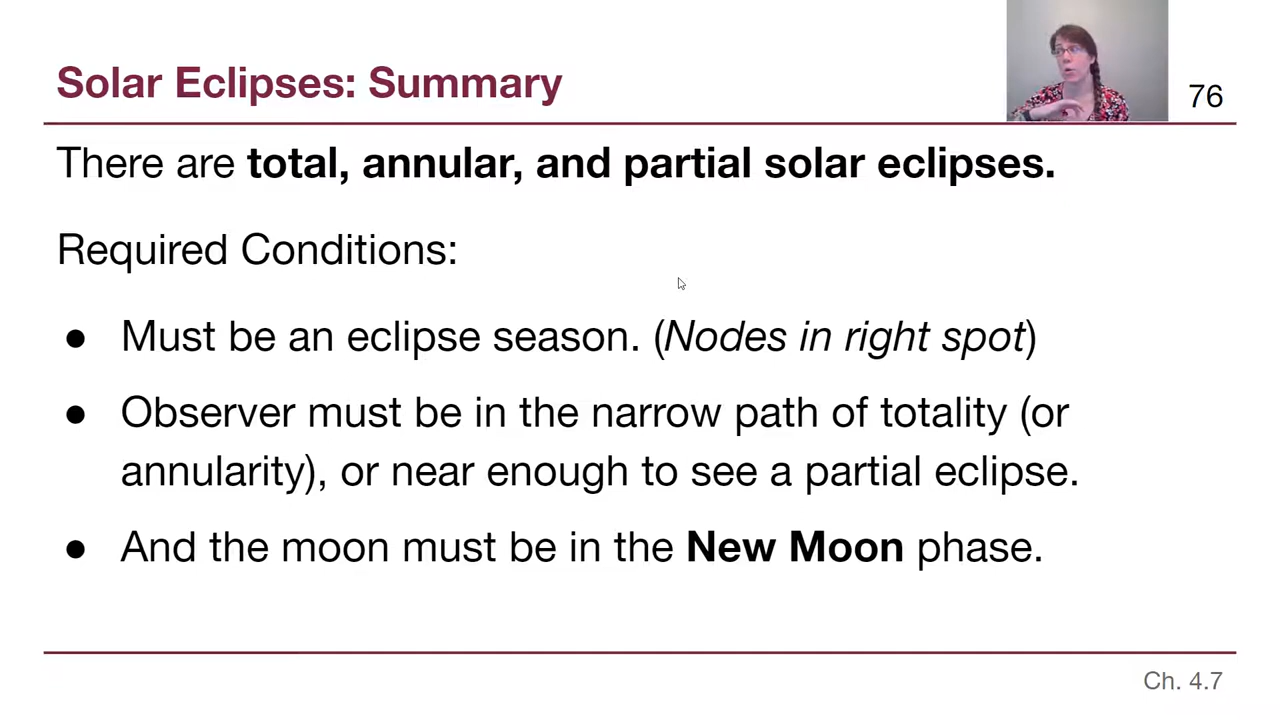 Solar Eclipses: Summary
76
There are total, annular, and partial solar eclipses.
Required Conditions:
● Must be an eclipse season. (Nodes in right spot)
● Observer must be in the narrow path of totality (or
annularity), or near enough to see a partial eclipse.
● And the moon must be in the New Moon phase.
Ch. 4.7